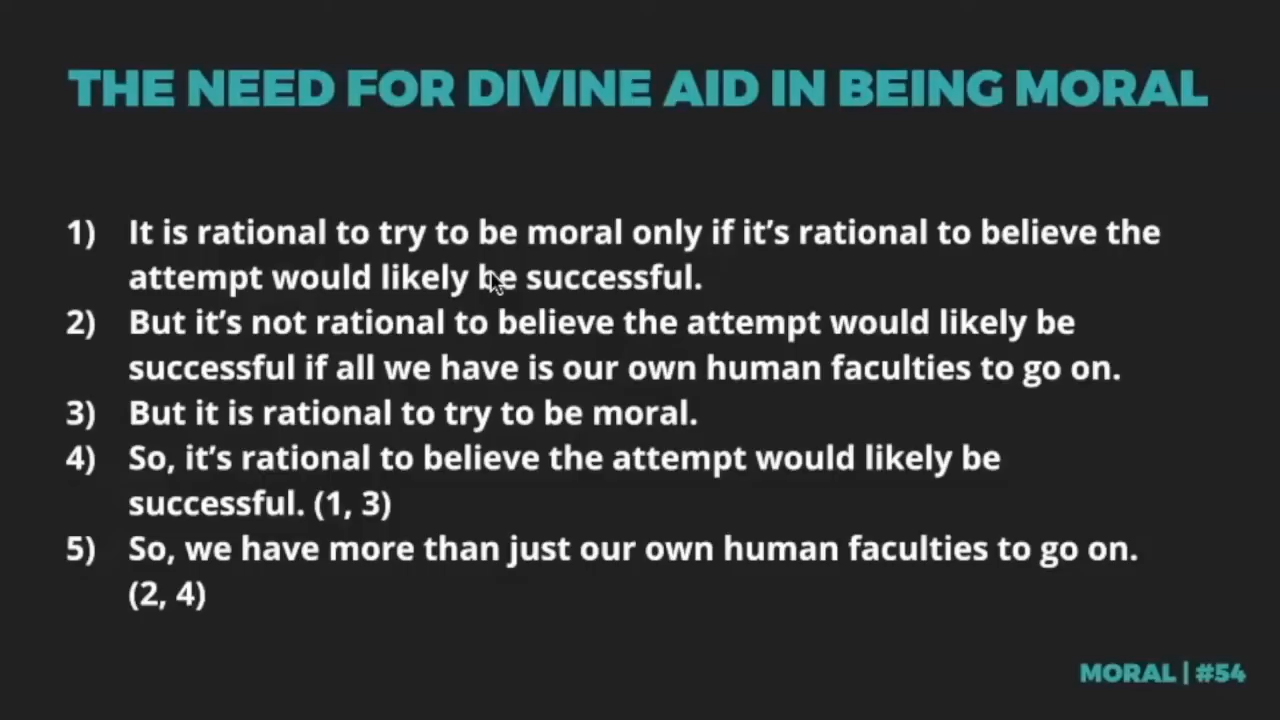 THE NEED FOR DIVINE AID IN BEING MORAL
1) It is rational to try to be moral only if it's rational to believe the
attempt would likely be successful.
2) But it's not rational to believe the attempt would likely be
successful if all we have is our own human faculties to go on.
3) But it is rational to try to be moral.
4) So, it's rational to believe the attempt would likely be
successful. (1, 3)
5) So, we have more than just our own human faculties to go on.
(2, 4)
MORAL | #54